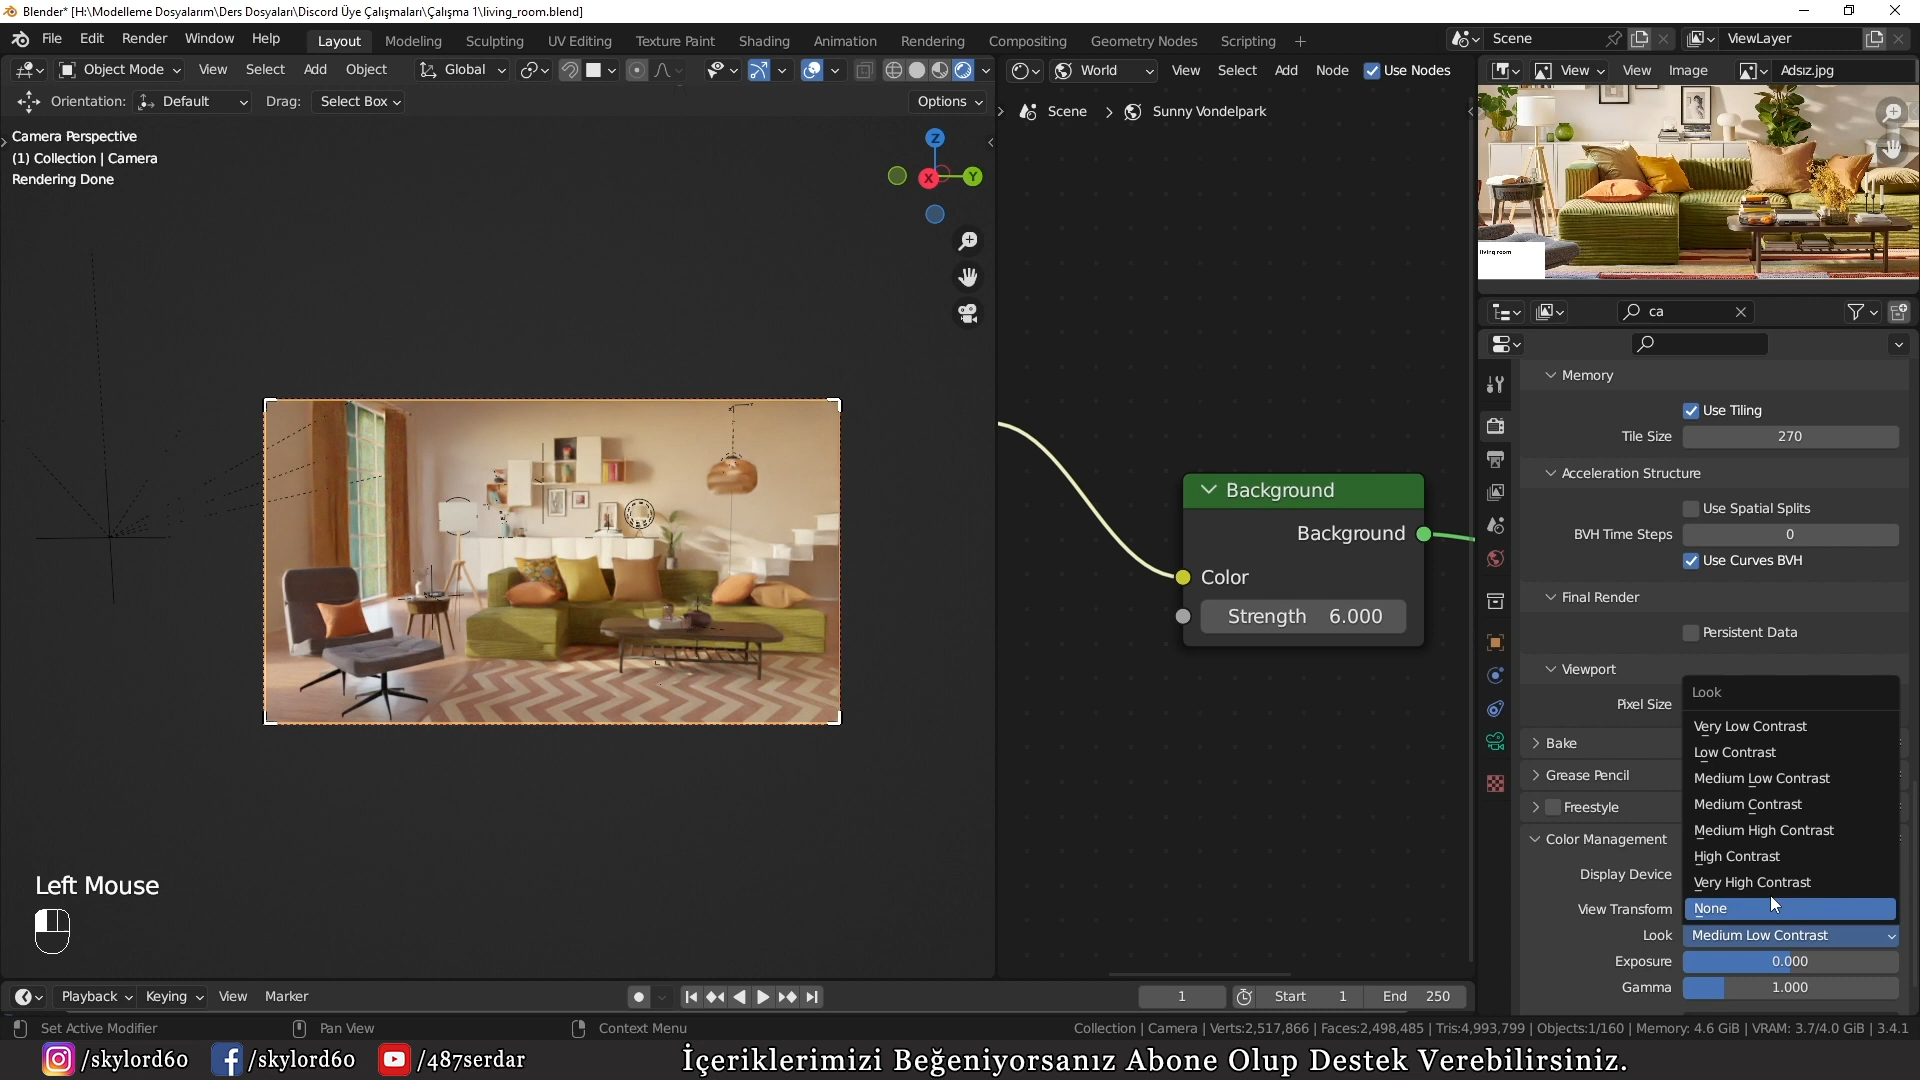 Blender* [H:\Modelleme Dosyalarım\Ders Dosyaları\Discord Üye Çalışmaları\Çalışma 1\living_room.blend]
File Edit Render Window Help Layout Modeling Sculpting UV Editing Texture Paint Shading Animation Rendering Compositing Geometry Nodes Scripting + Scene ViewLayer
Object Mode View Select Add Object Global World View Select Add Node Use Nodes View View Image Adsız.jpg
Orientation: Default Drag: Select Box Options
Scene > Sunny Vondelpark
Camera Perspective
(1) Collection | Camera
Rendering Done
Z
X Y
living room
ca
Memory
Use Tiling
Tile Size 270
Acceleration Structure
Use Spatial Splits
BVH Time Steps 0
Use Curves BVH
Final Render
Persistent Data
Viewport
Pixel Size
Background
Background
Color
Strength 6.000
Look
Very Low Contrast
Low Contrast
Medium Low Contrast
Medium Contrast
Medium High Contrast
High Contrast
Very High Contrast
None
Bake
Grease Pencil
Freestyle
Color Management
Display Device
View Transform
Look Medium Low Contrast
Exposure 0.000
Gamma 1.000
Left Mouse
Playback Keying View Marker 1 Start 1 End 250
Set Active Modifier Pan View Context Menu Collection | Camera | Verts:2,517,866 | Faces:2,498,485 | Tris:4,993,799 | Objects:1/160 | Memory: 4.6 GiB | VRAM: 3.7/4.0 GiB | 3.4.1
/skylord60 /skylord60 /487serdar İçeriklerimizi Beğeniyorsanız Abone Olup Destek Verebilirsiniz.